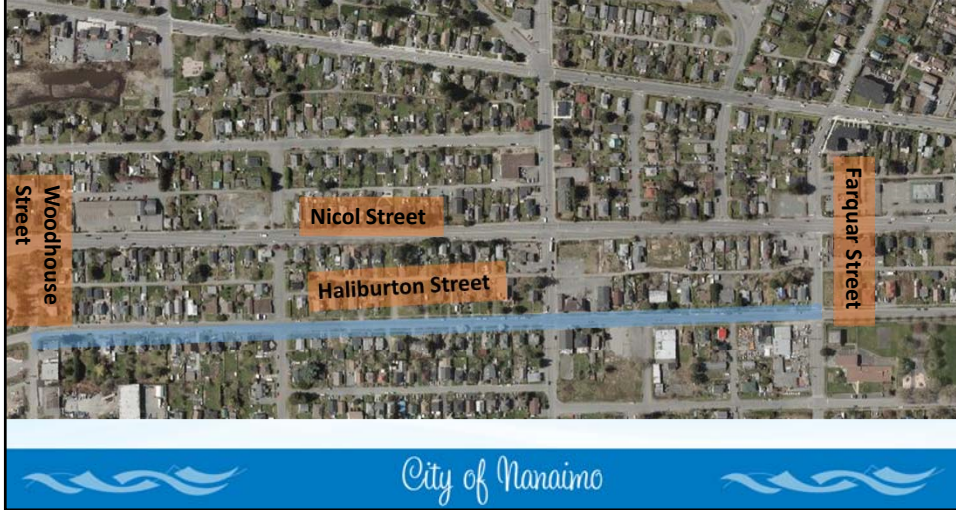 Woodhouse
Street
Nicol Street
Haliburton Street
Farquar Street
City of Nanaimo